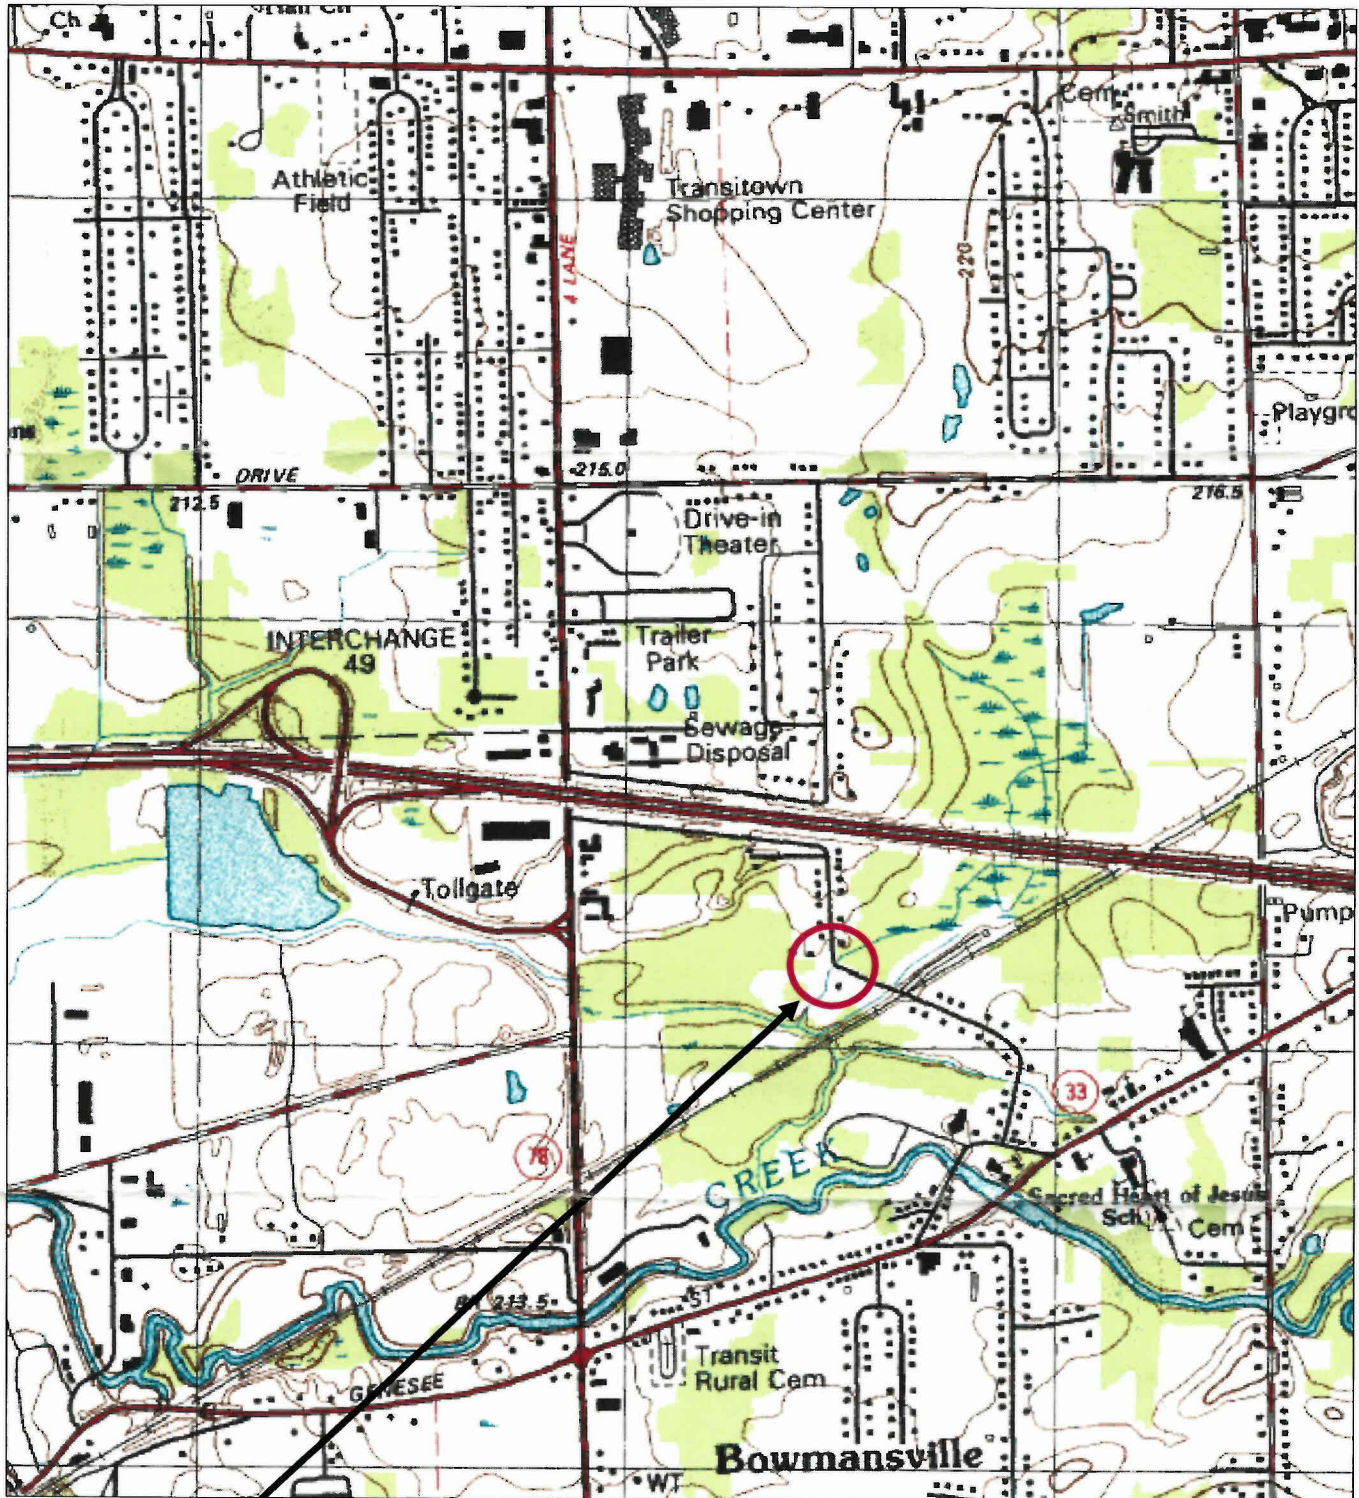 Ch
Cem
Smith
Athletic
Field
Transitown
Shopping Center
4 LANE
220
Playgro
DRIVE
215.0
212.5
216.5
Drive-in
Theater
INTERCHANGE
49
Trailer
Park
Sewage
Disposal
Tollgate
Pump
33
78
CREEK
Sacred Heart of Jesus
Sch
Cem
213.5
ST
Transit
Rural Cem
GENESEE
Bowmansville
WT